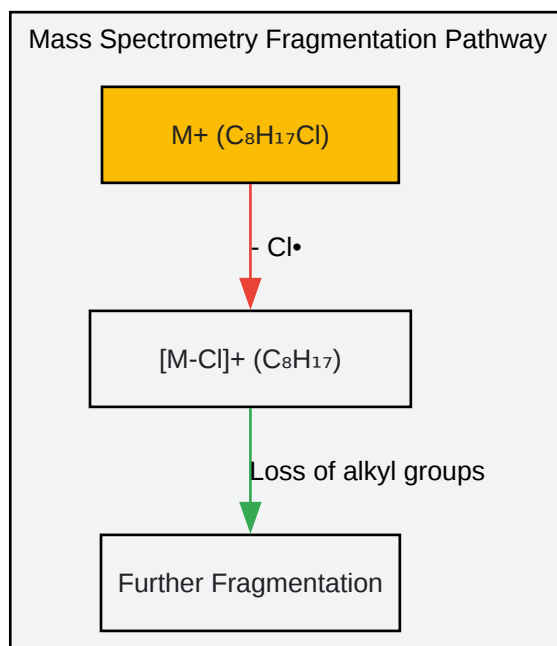 Mass Spectrometry Fragmentation Pathway
M+ (C₈H₁₇Cl)
- Cl•
[M-Cl]+ (C₈H₁₇)
Loss of alkyl groups
Further Fragmentation